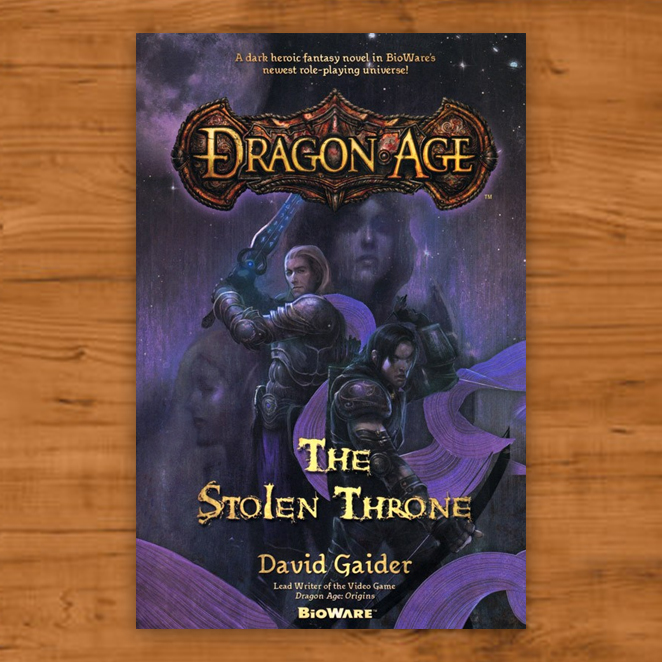 A dark heroic fantasy novel in BioWare's
newest role-playing universe!
DRAGON AGE
™
THE
STOLEN THRONE
David Gaider
Lead Writer of the Video Game
Dragon Age: Origins
BIOWARE™